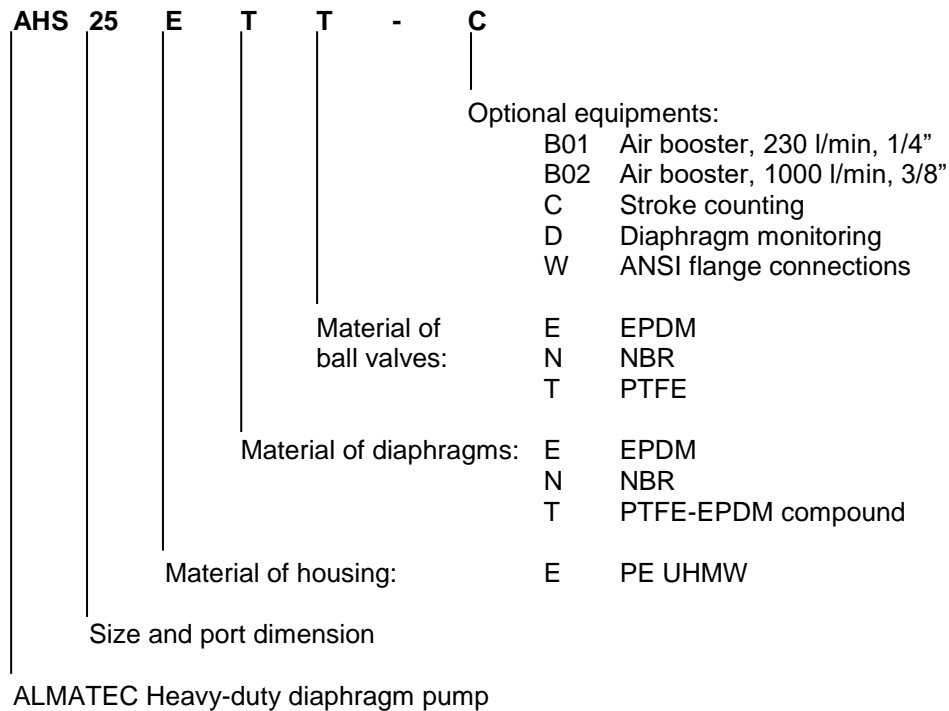 AHS 25 E T T - C
Optional equipments:
B01 Air booster, 230 l/min, 1/4”
B02 Air booster, 1000 l/min, 3/8”
C Stroke counting
D Diaphragm monitoring
W ANSI flange connections
Material of E EPDM
ball valves: N NBR
T PTFE
Material of diaphragms: E EPDM
N NBR
T PTFE-EPDM compound
Material of housing: E PE UHMW
Size and port dimension
ALMATEC Heavy-duty diaphragm pump